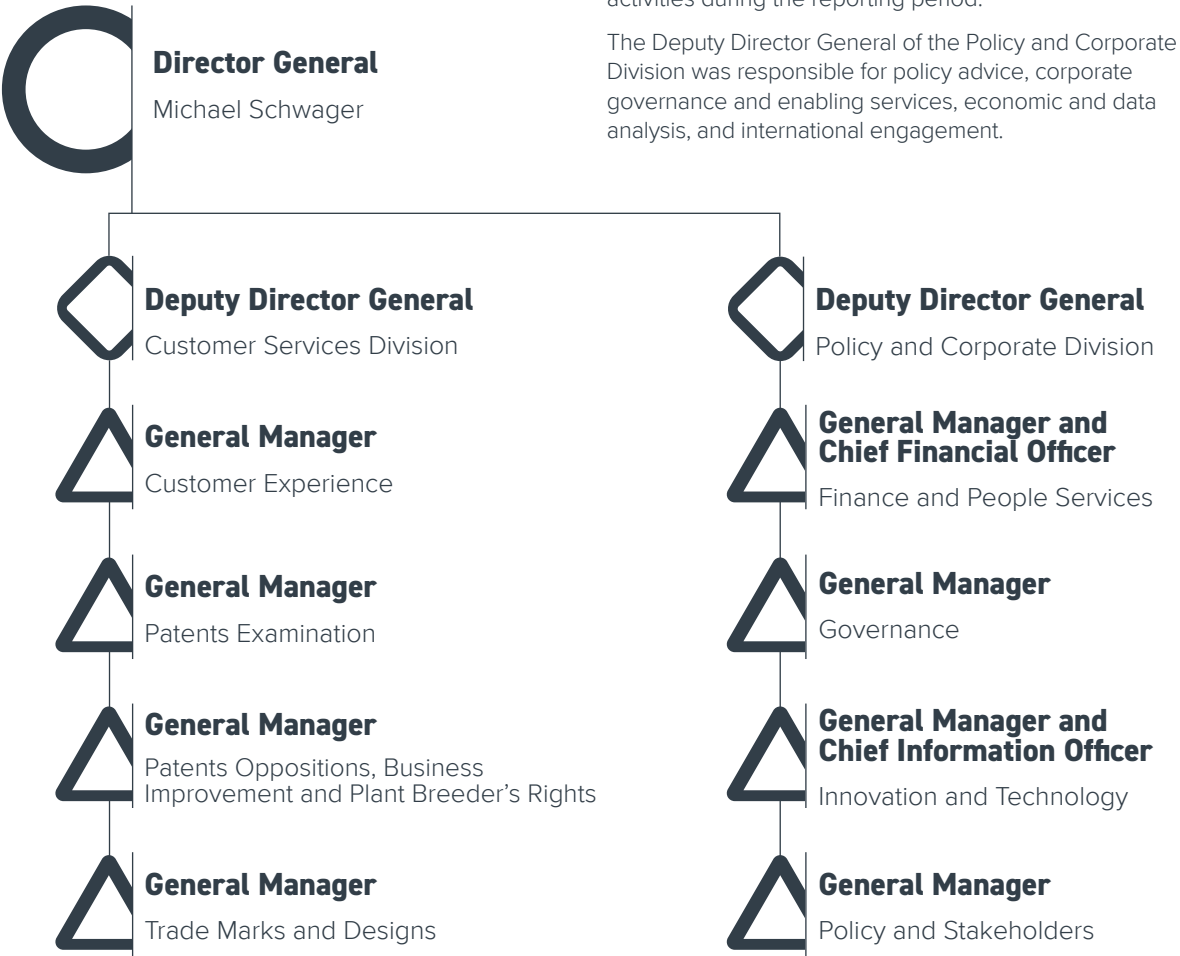 activities during the reporting period.
The Deputy Director General of the Policy and Corporate
Division was responsible for policy advice, corporate
governance and enabling services, economic and data
analysis, and international engagement.
Director General
Michael Schwager
Deputy Director General
Customer Services Division
General Manager
Customer Experience
General Manager
Patents Examination
General Manager
Patents Oppositions, Business
Improvement and Plant Breeder’s Rights
General Manager
Trade Marks and Designs
Deputy Director General
Policy and Corporate Division
General Manager and
Chief Financial Officer
Finance and People Services
General Manager
Governance
General Manager and
Chief Information Officer
Innovation and Technology
General Manager
Policy and Stakeholders